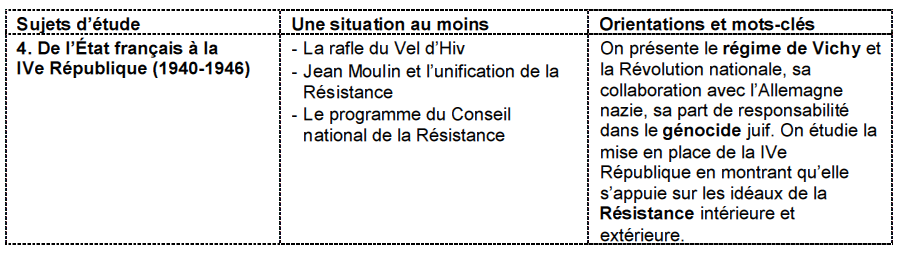 Sujets d'étude
Une situation au moins
Orientations et mots-clés
4. De l'État français à la
IVe République (1940-1946)
- La rafle du Vel d'Hiv
- Jean Moulin et l'unification de la
Résistance
- Le programme du Conseil
national de la Résistance
On présente le régime de Vichy et
la Révolution nationale, sa
collaboration avec l'Allemagne
nazie, sa part de responsabilité
dans le génocide juif. On étudie la
mise en place de la IVe
République en montrant qu'elle
s'appuie sur les idéaux de la
Résistance intérieure et
extérieure.